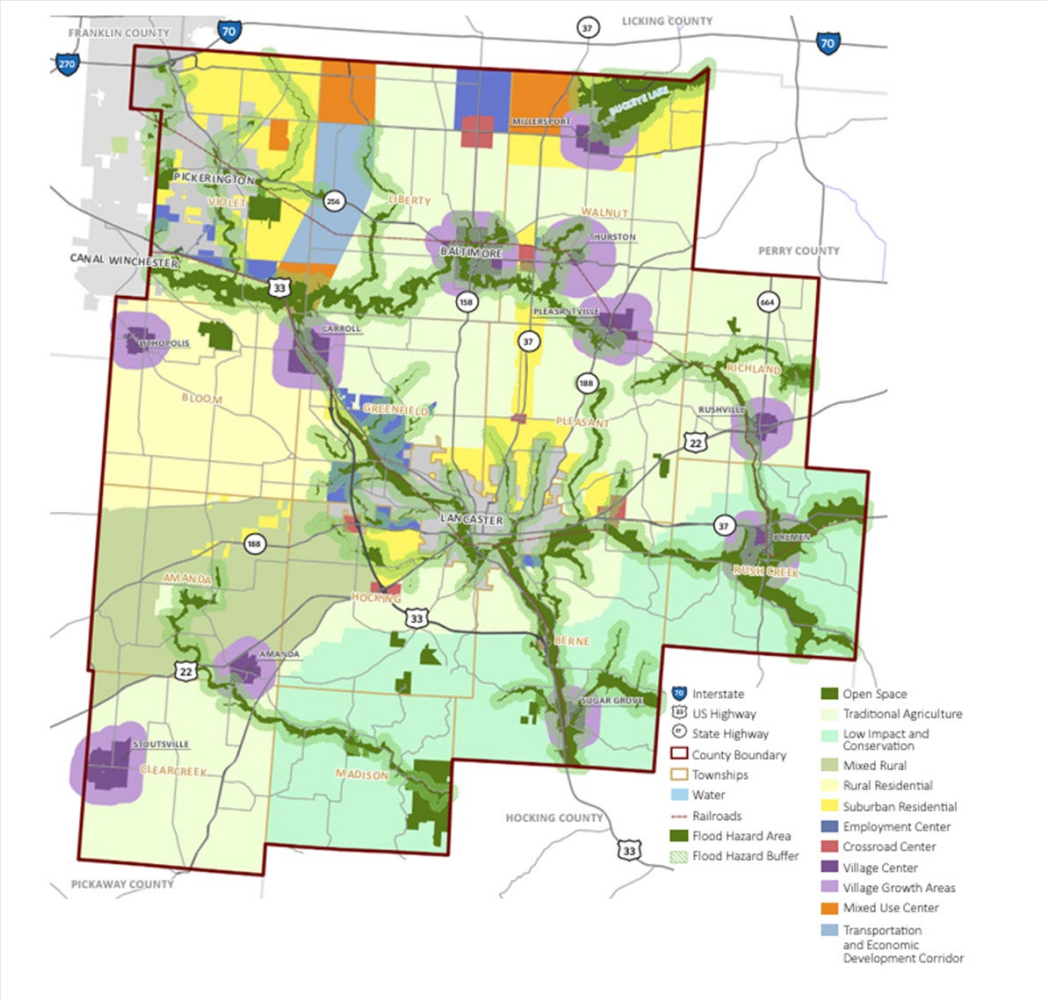 FRANKLIN COUNTY
70
37
LICKING COUNTY
70
270
BUCKEYE LAKE
MILLERSPORT
PICKERINGTON
VIOLET
256
LIBERTY
WALNUT
THURSTON
BALTIMORE
PERRY COUNTY
CANAL WINCHESTER
33
158
664
PLEASANTVILLE
CARROLL
37
LITHOPOLIS
RICHLAND
188
BLOOM
GREENFIELD
RUSHVILLE
PLEASANT
22
LANCASTER
37
BREMEN
188
RUSH CREEK
AMANDA
HOCKING
33
BERNE
AMANDA
22
SUGAR GROVE
STOUTSVILLE
CLEARCREEK
MADISON
HOCKING COUNTY
33
PICKAWAY COUNTY
70 Interstate
33 US Highway
37 State Highway
County Boundary
Townships
Water
Railroads
Flood Hazard Area
Flood Hazard Buffer
Open Space
Traditional Agriculture
Low Impact and
Conservation
Mixed Rural
Rural Residential
Suburban Residential
Employment Center
Crossroad Center
Village Center
Village Growth Areas
Mixed Use Center
Transportation
and Economic
Development Corridor